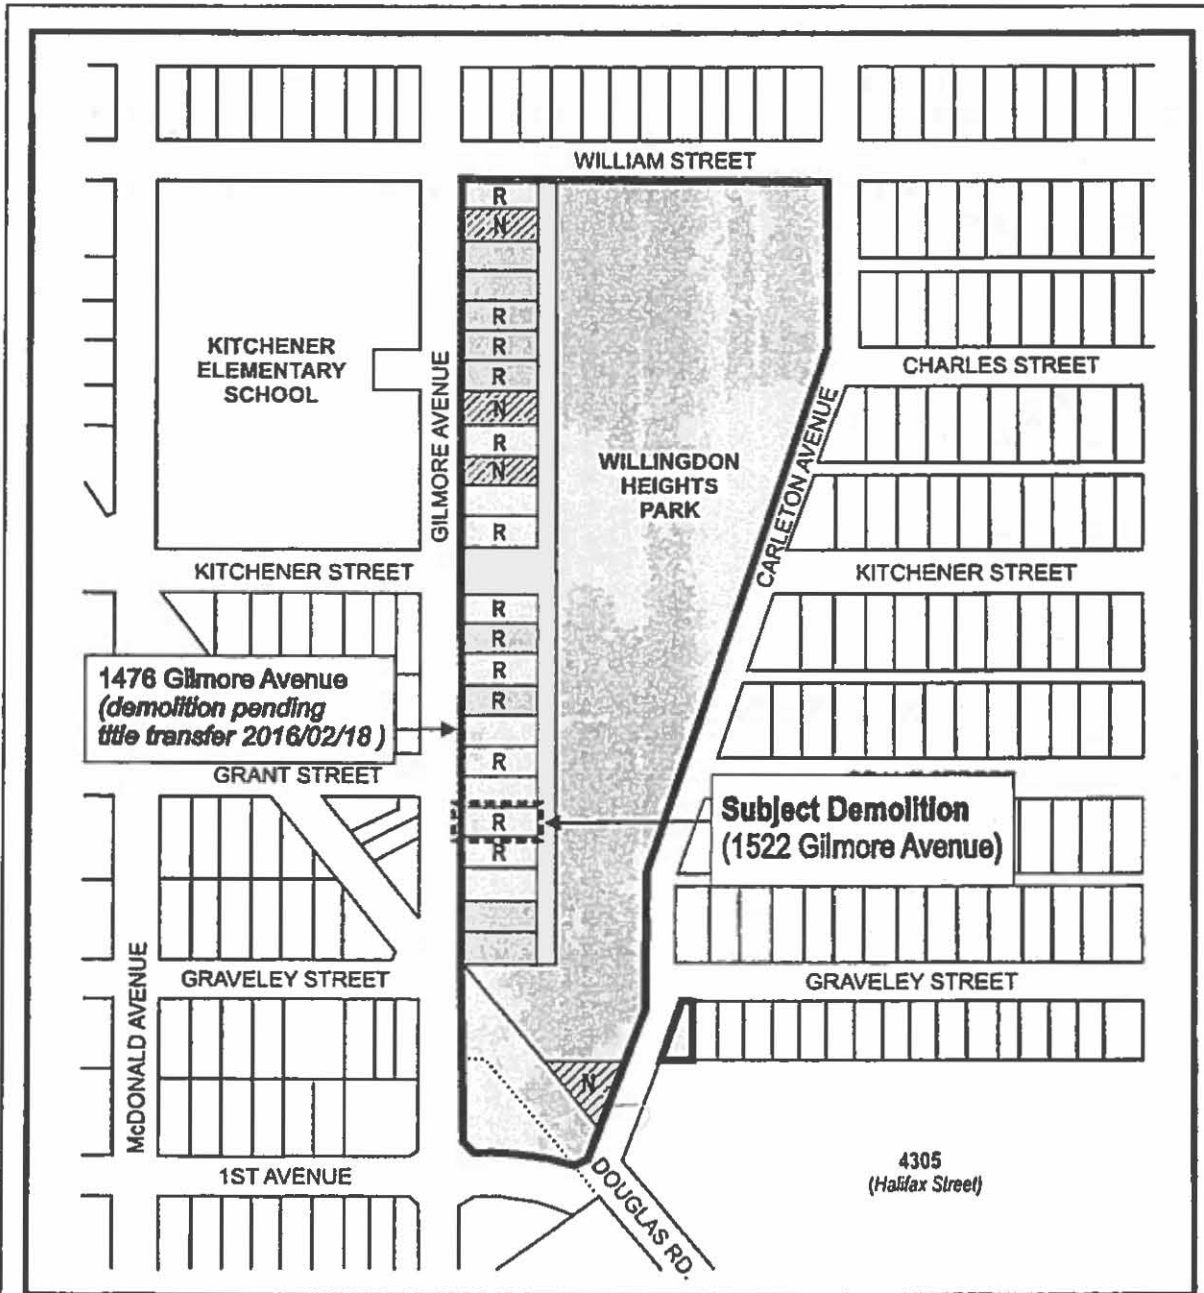 WILLIAM STREET
R
N
R
R
R
N
R
N
R
KITCHENER
ELEMENTARY
SCHOOL
GILMORE AVENUE
WILLINGDON
HEIGHTS
PARK
CHARLES STREET
CARLETON AVENUE
KITCHENER STREET
KITCHENER STREET
R
R
R
R
R
R
R
1476 Gilmore Avenue
(demolition pending
title transfer 2016/02/18 )
GRANT STREET
Subject Demolition
(1522 Gilmore Avenue)
McDONALD AVENUE
GRAVELEY STREET
GRAVELEY STREET
N
1ST AVENUE
DOUGLAS RD.
4305
(Halifax Street)